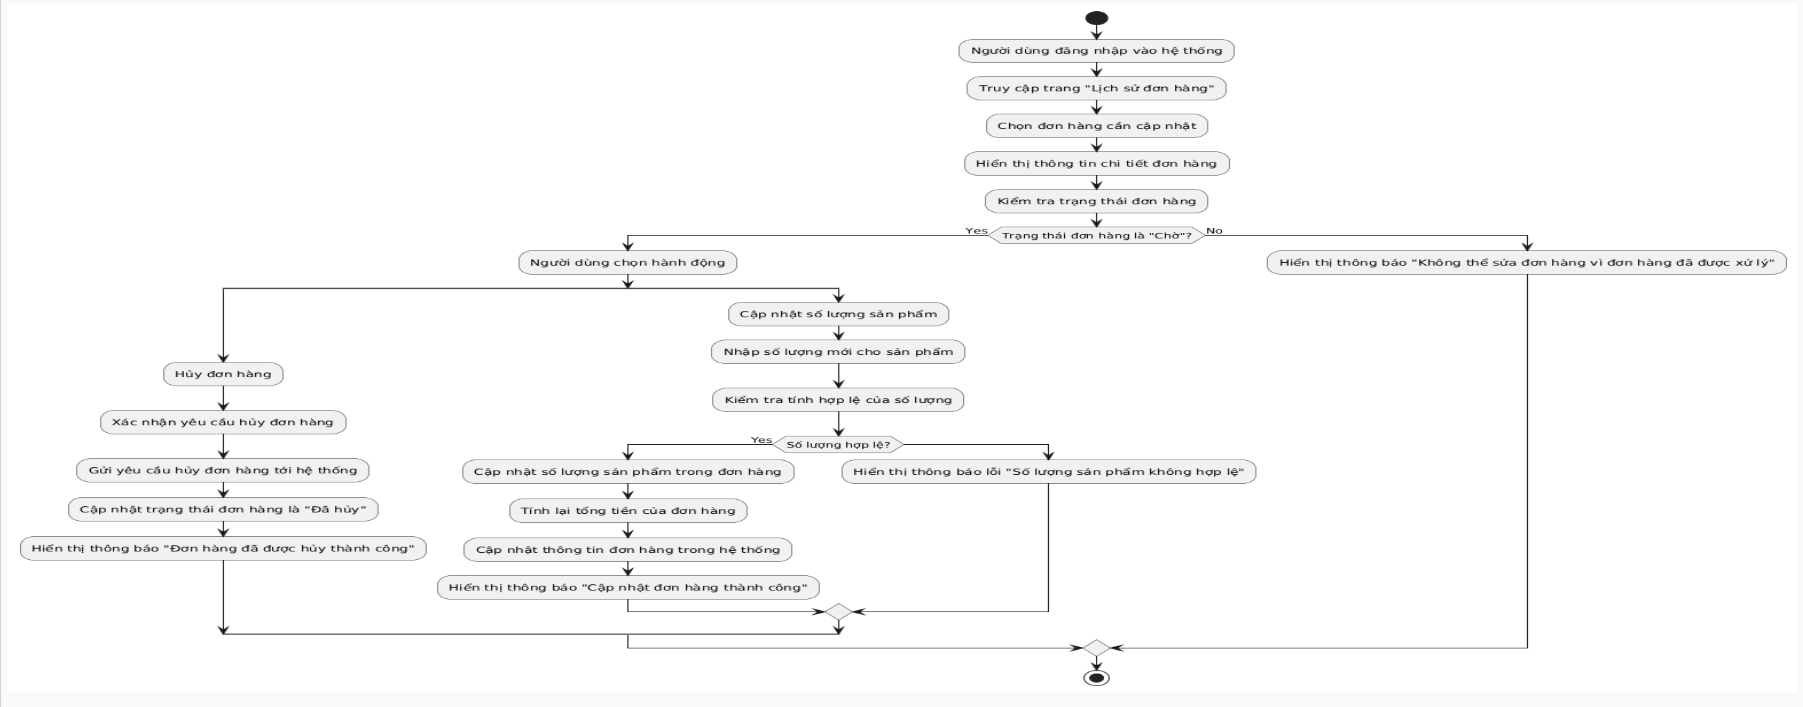 Người dùng đăng nhập vào hệ thống
Truy cập trang "Lịch sử đơn hàng"
Chọn đơn hàng cần cập nhật
Hiển thị thông tin chi tiết đơn hàng
Kiểm tra trạng thái đơn hàng
Yes
Trạng thái đơn hàng là "Chờ"?
No
Người dùng chọn hành động
Hiển thị thông báo "Không thể sửa đơn hàng vì đơn hàng đã được xử lý"
Cập nhật số lượng sản phẩm
Nhập số lượng mới cho sản phẩm
Hủy đơn hàng
Kiểm tra tính hợp lệ của số lượng
Xác nhận yêu cầu hủy đơn hàng
Yes
Số lượng hợp lệ?
Gửi yêu cầu hủy đơn hàng tới hệ thống
Cập nhật số lượng sản phẩm trong đơn hàng
Hiển thị thông báo lỗi "Số lượng sản phẩm không hợp lệ"
Cập nhật trạng thái đơn hàng là "Đã hủy"
Tính lại tổng tiền của đơn hàng
Hiển thị thông báo "Đơn hàng đã được hủy thành công"
Cập nhật thông tin đơn hàng trong hệ thống
Hiển thị thông báo "Cập nhật đơn hàng thành công"